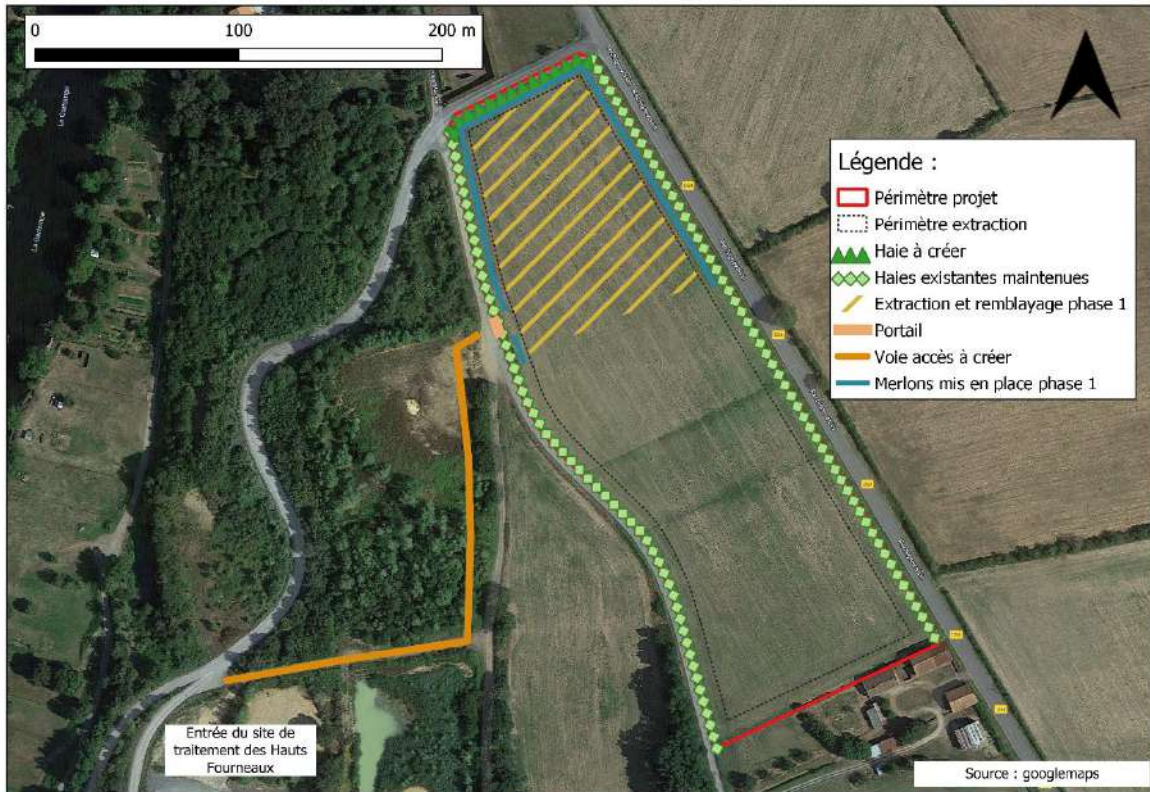 0 100 200 m
Légende :
Périmètre projet
Périmètre extraction
Haie à créer
Haies existantes maintenues
Extraction et remblayage phase 1
Portail
Voie accès à créer
Merlons mis en place phase 1
Entrée du site de
traitement des Hauts
Fourneaux
Source : googlemaps